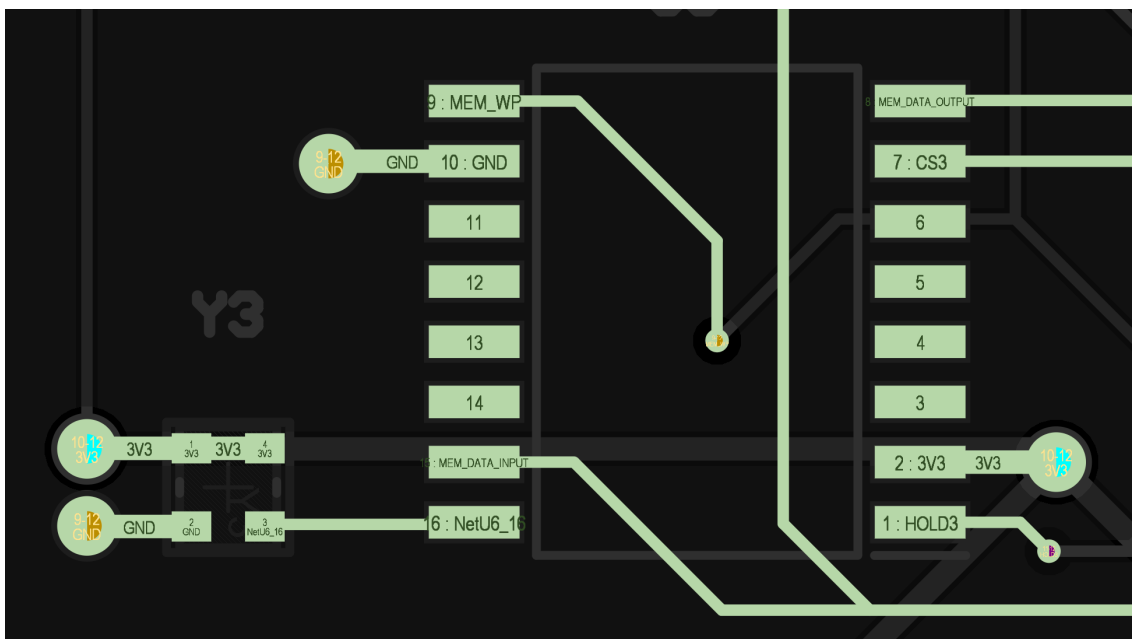 9 : MEM_WP
8 MEM_DATA_OUTPUT
9-12
GND
GND
10 : GND
7 : CS3
11
6
12
5
Y3
13
4
14
3
10-12
3V3
3V3
1
3V3
3V3
4
3V3
: MEM_DATA_INPUT
2 : 3V3
3V3
10-12
3V3
9-12
GND
GND
2
GND
3
NetU6_16
16 : NetU6_16
1 : HOLD3